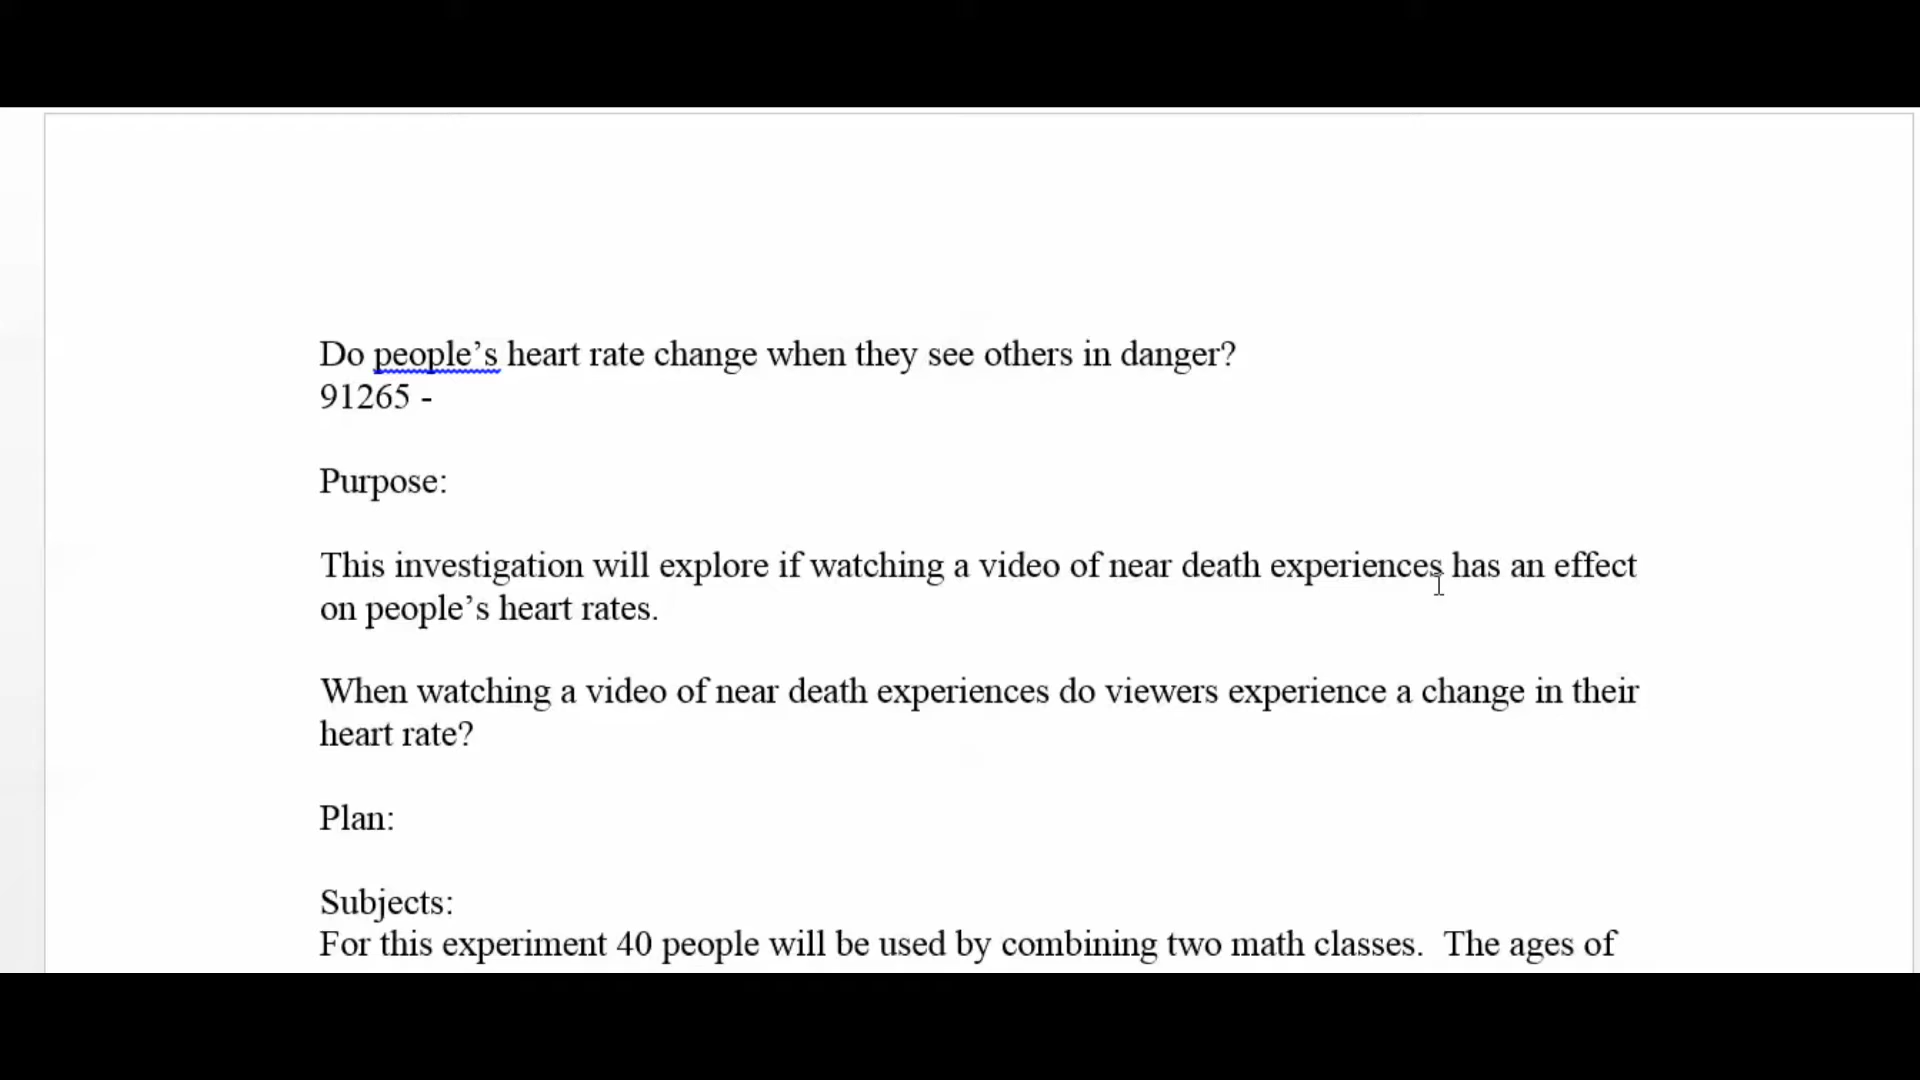 Do people’s heart rate change when they see others in danger?
91265 -
Purpose:
This investigation will explore if watching a video of near death experiences has an effect
on people’s heart rates.
When watching a video of near death experiences do viewers experience a change in their
heart rate?
Plan:
Subjects:
For this experiment 40 people will be used by combining two math classes.  The ages of